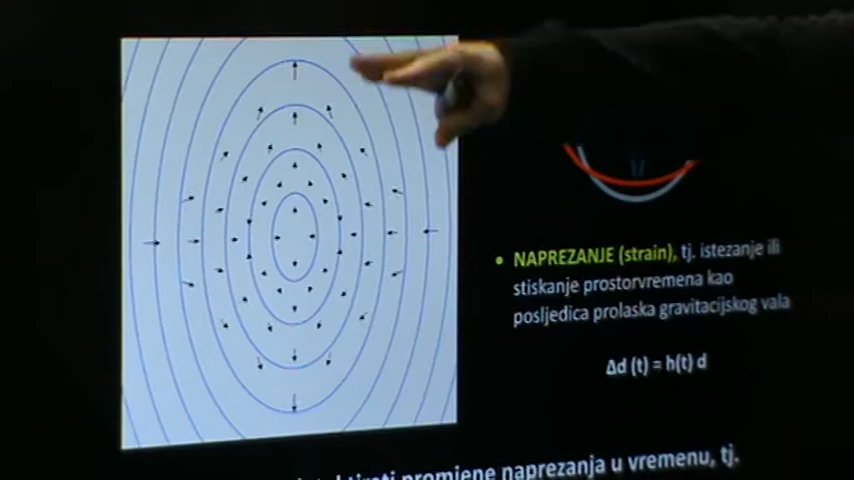 • NAPREZANJE (strain), tj. istezanje ili
stiskanje prostorvremena kao
posljedica prolaska gravitacijskog vala
Δd (t) = h(t) d
promjene naprezanja u vremenu, tj.